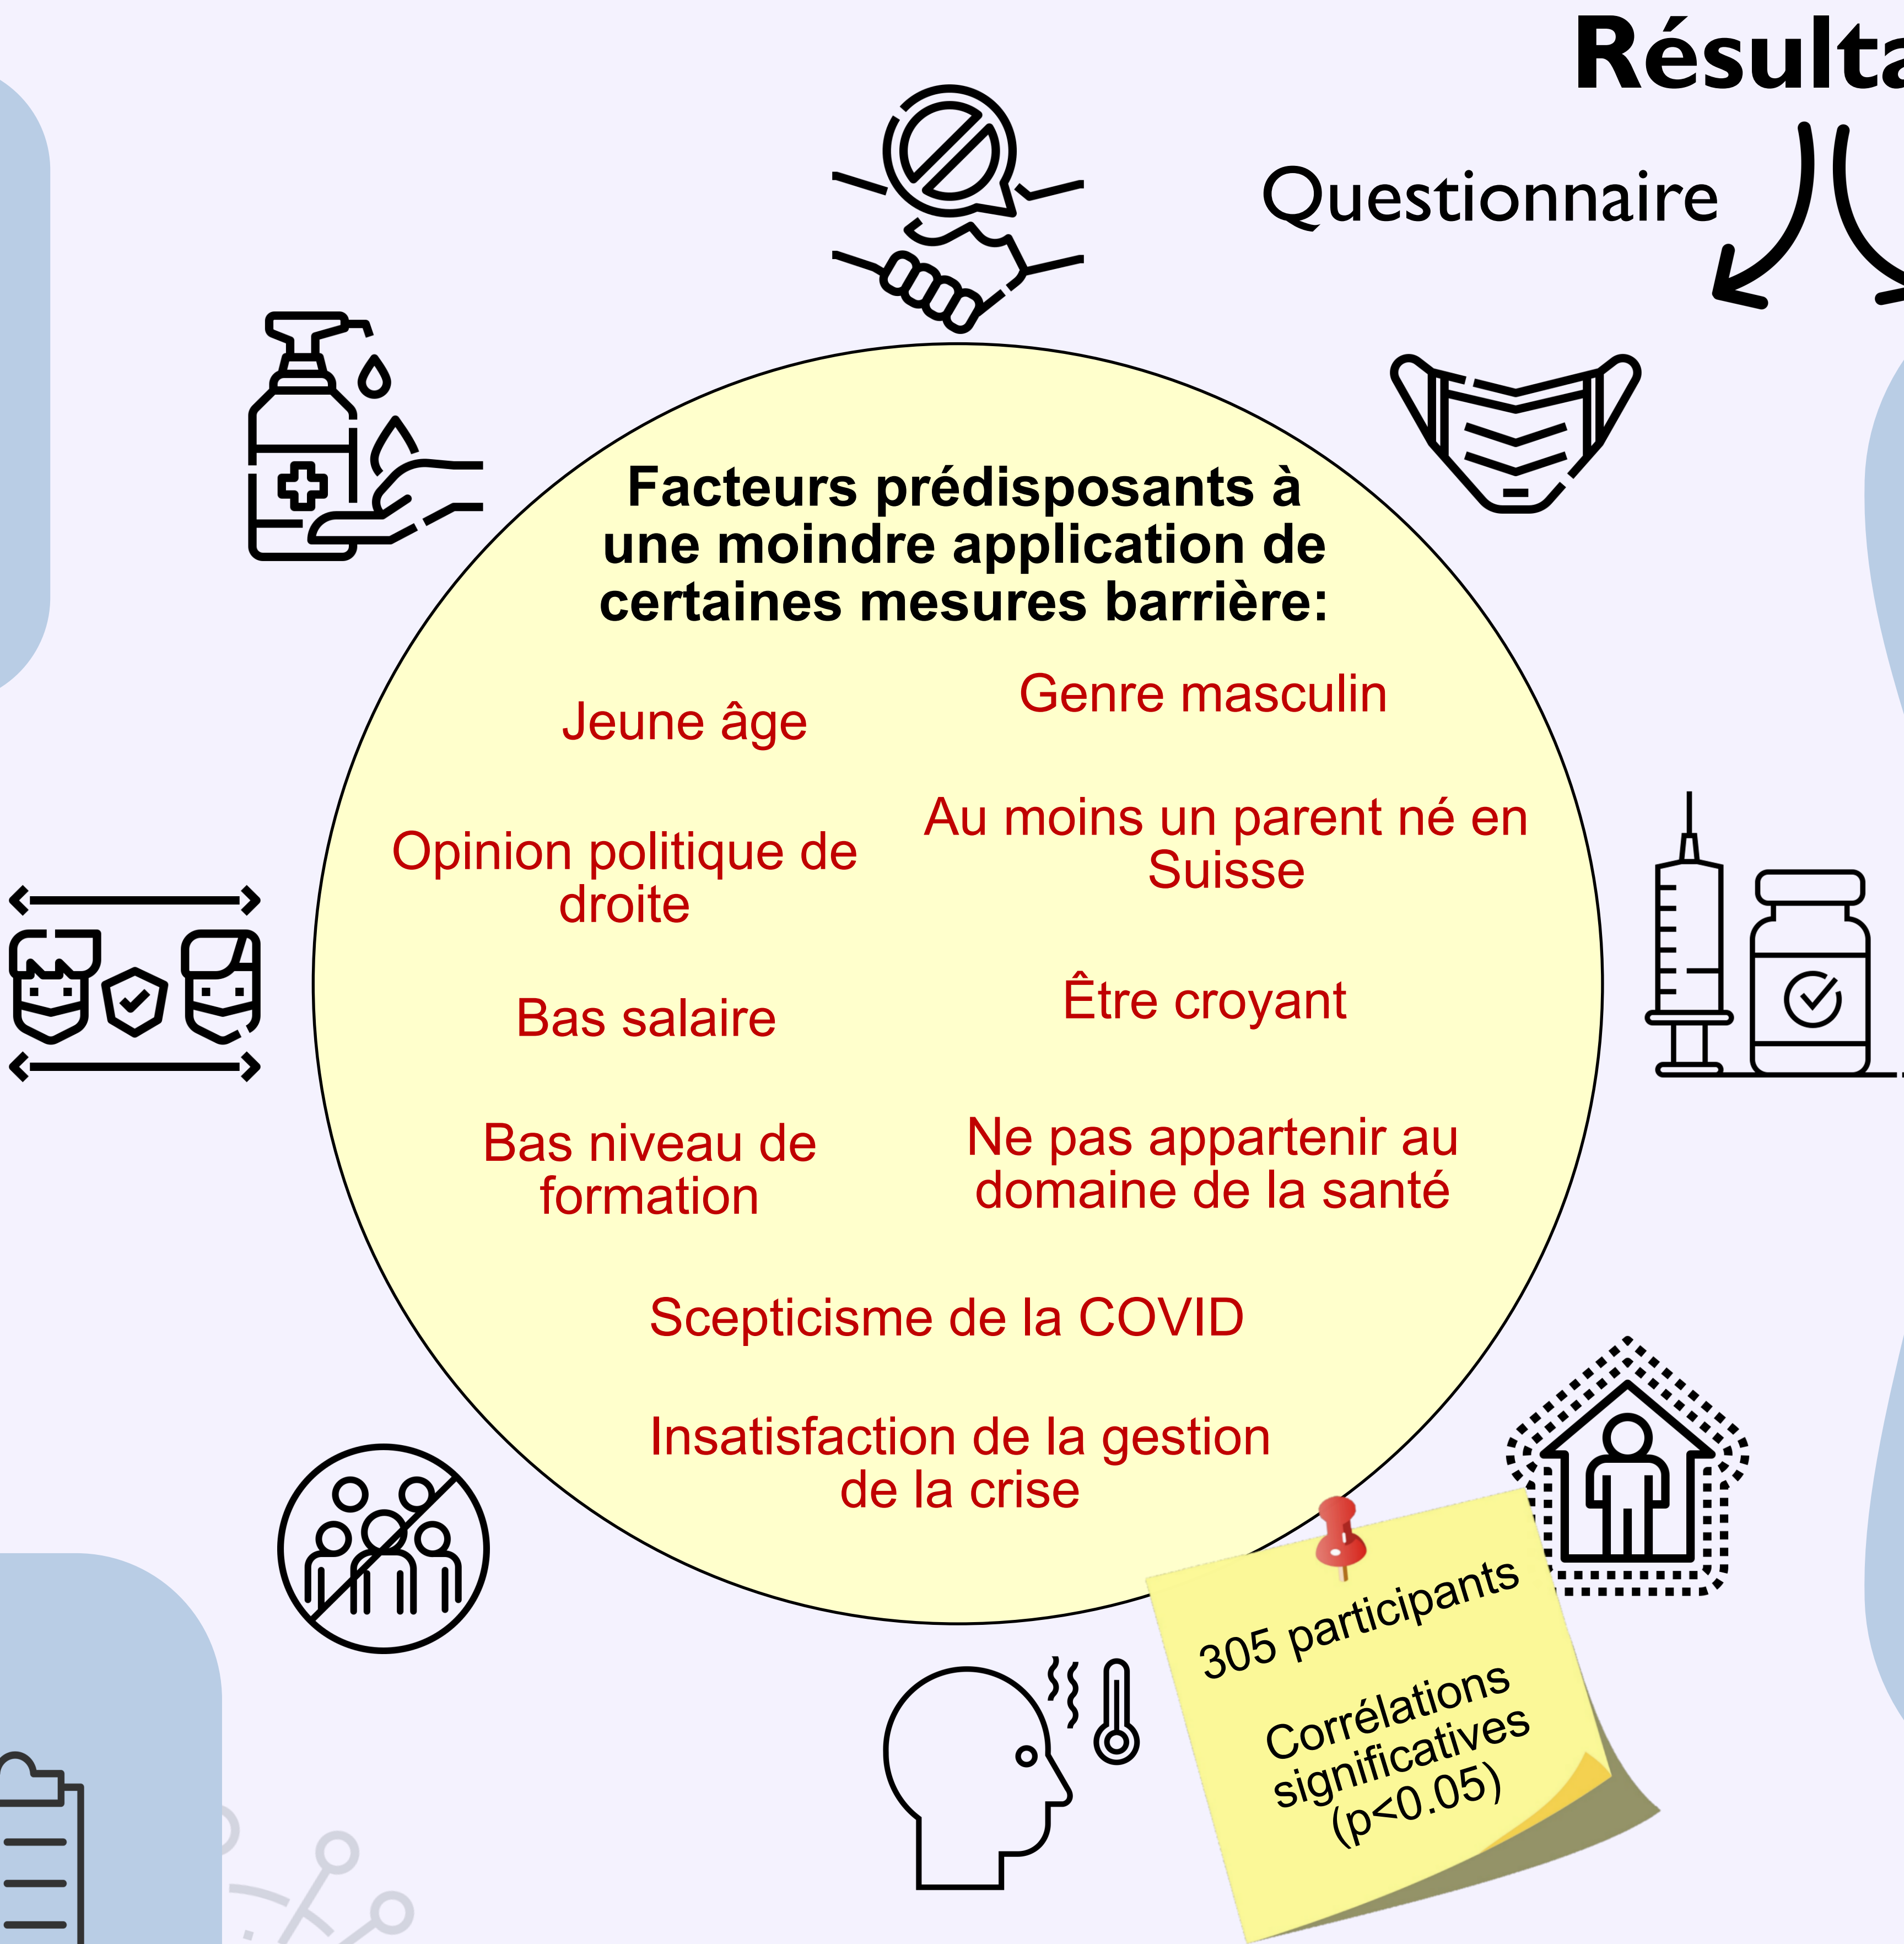 Résulta
Questionnaire
Facteurs prédisposants à
une moindre application de
certaines mesures barrière:
Jeune âge
Genre masculin
Opinion politique de
droite
Au moins un parent né en
Suisse
Bas salaire
Être croyant
Bas niveau de
formation
Ne pas appartenir au
domaine de la santé
Scepticisme de la COVID
Insatisfaction de la gestion
de la crise
305 participants
Corrélations
significatives
(p<0.05)